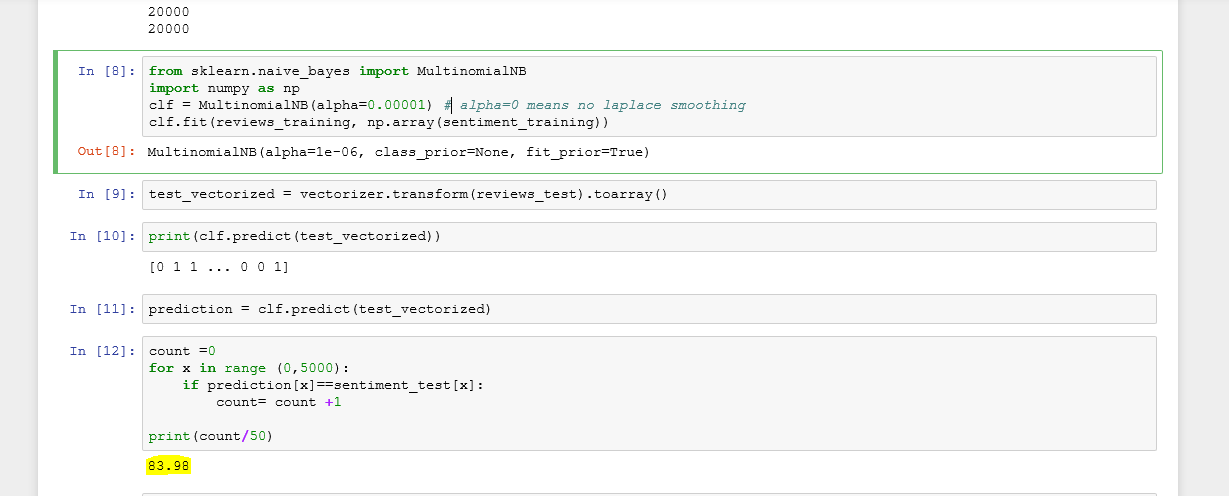 20000
20000
In [8]: from sklearn.naive_bayes import MultinomialNB
import numpy as np
clf = MultinomialNB(alpha=0.00001) # alpha=0 means no laplace smoothing
clf.fit(reviews_training, np.array(sentiment_training))
Out[8]: MultinomialNB(alpha=1e-06, class_prior=None, fit_prior=True)
In [9]: test_vectorized = vectorizer.transform(reviews_test).toarray()
In [10]: print(clf.predict(test_vectorized))
[0 1 1 ... 0 0 1]
In [11]: prediction = clf.predict(test_vectorized)
In [12]: count =0
for x in range (0,5000):
    if prediction[x]==sentiment_test[x]:
        count= count +1
print(count/50)
83.98